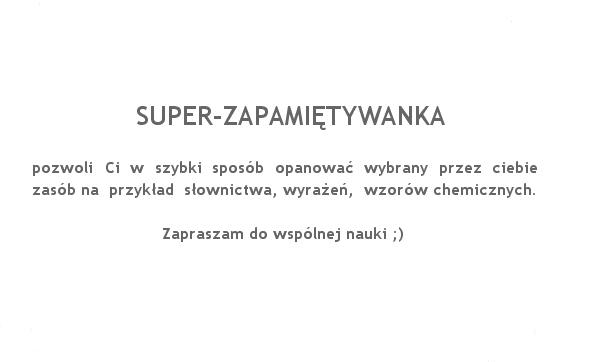 SUPER-ZAPAMIĘTYWANKA
pozwoli Ci w szybki sposób opanować wybrany przez ciebie
zasób na przykład słownictwa, wyrażeń, wzorów chemicznych.
Zapraszam do wspólnej nauki ;)